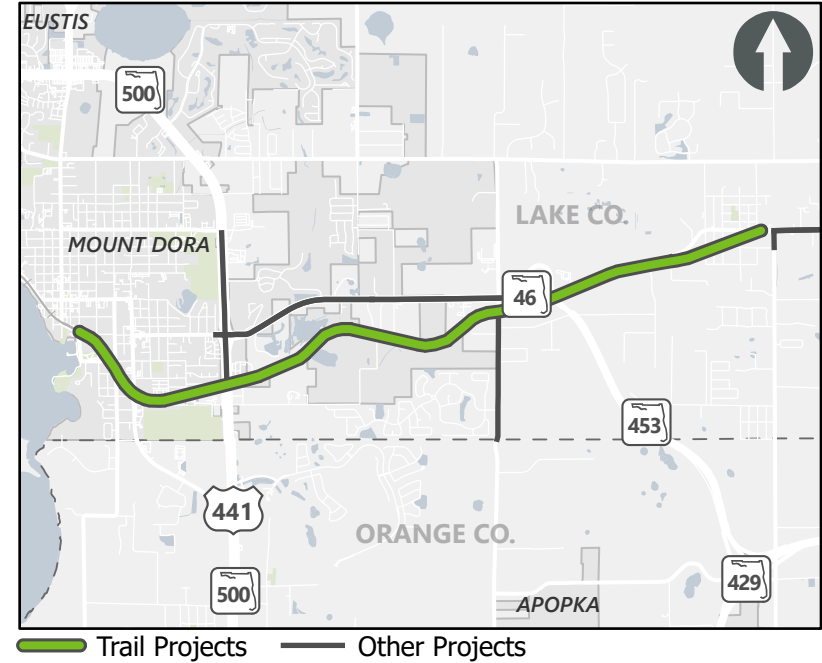 EUSTIS
500
LAKE CO.
MOUNT DORA
46
453
441
ORANGE CO.
500
429
APOPKA
Trail Projects
Other Projects